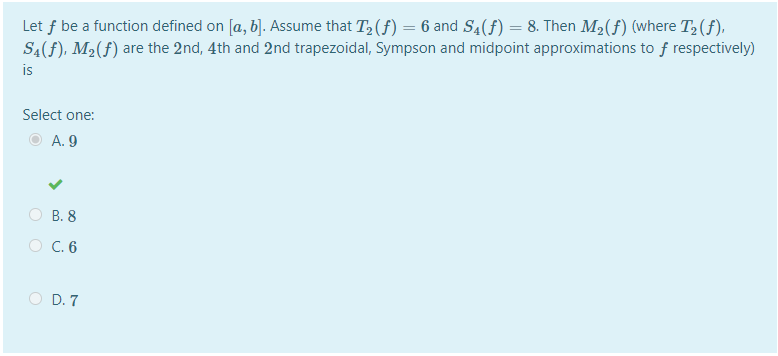 Let f be a function defined on [a, b]. Assume that T₂(f) = 6 and S₄(f) = 8. Then M₂(f) (where T₂(f),
S₄(f), M₂(f) are the 2nd, 4th and 2nd trapezoidal, Sympson and midpoint approximations to f respectively)
is
Select one:
A. 9
B. 8
C. 6
D. 7